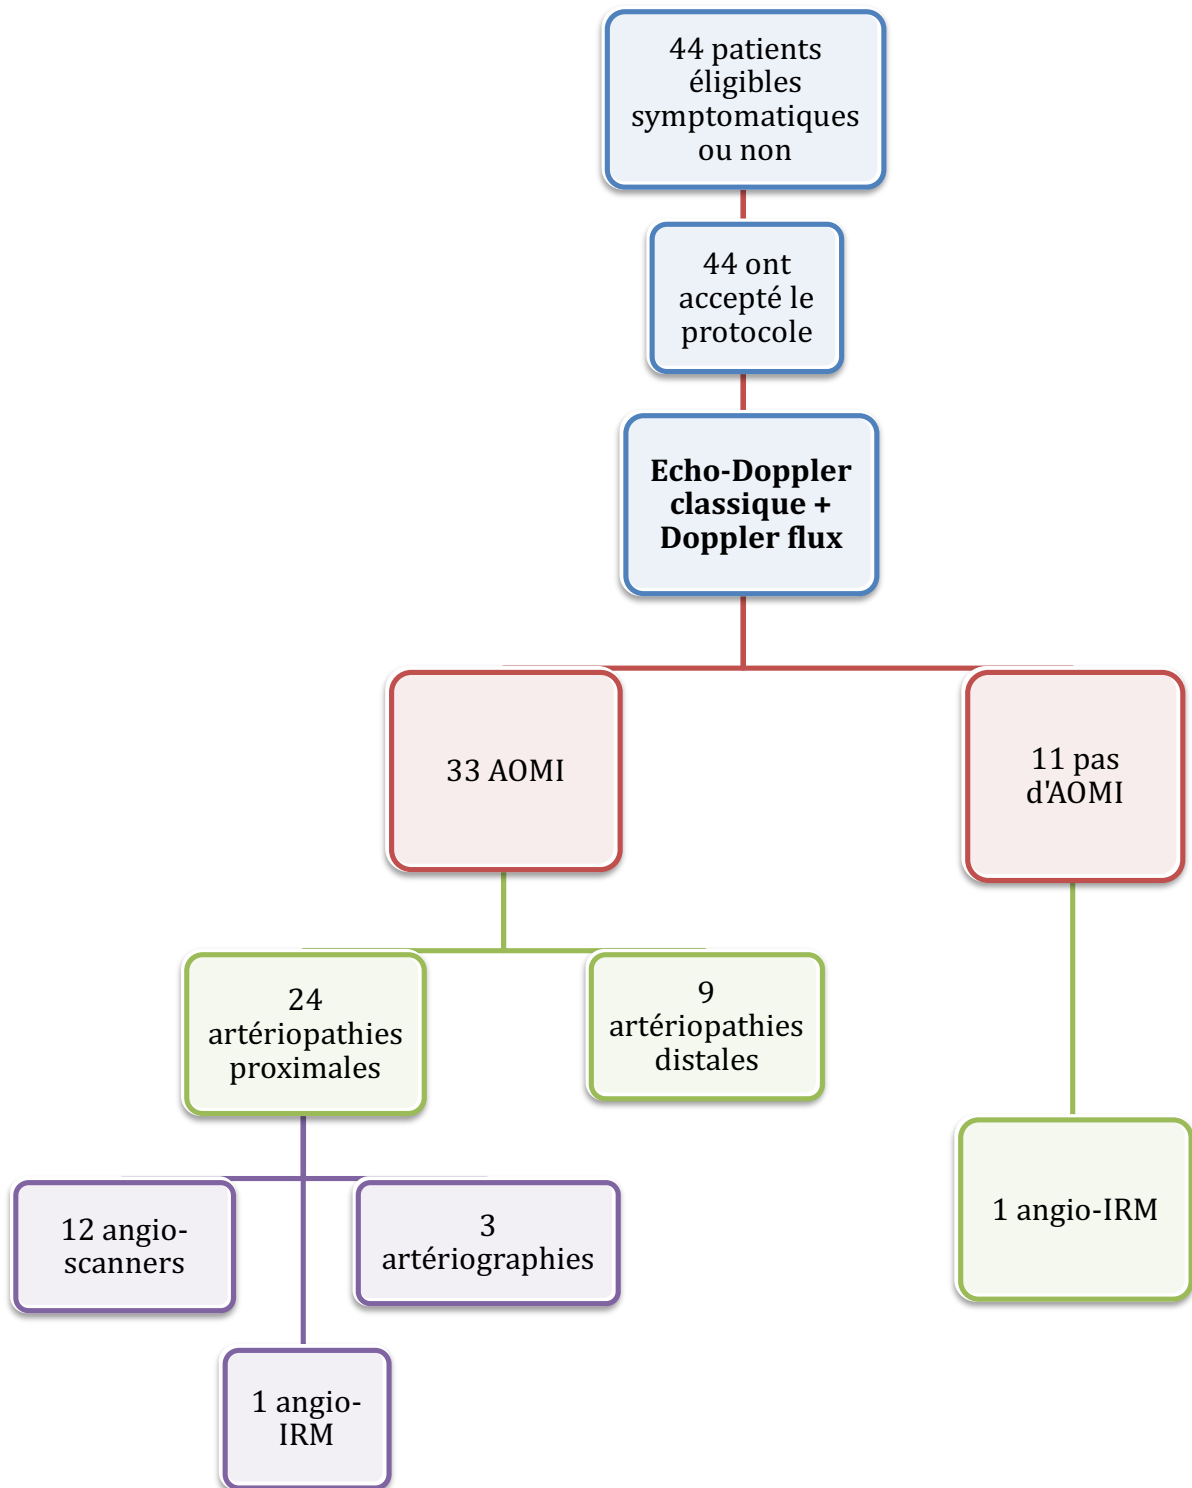 44 patients
éligibles
symptomatiques
ou non
44 ont
accepté le
protocole
Echo-Doppler
classique +
Doppler flux
33 AOMI
11 pas
d'AOMI
24
artériopathies
proximales
9
artériopathies
distales
12 angio-
scanners
3
artériographies
1 angio-IRM
1 angio-
IRM